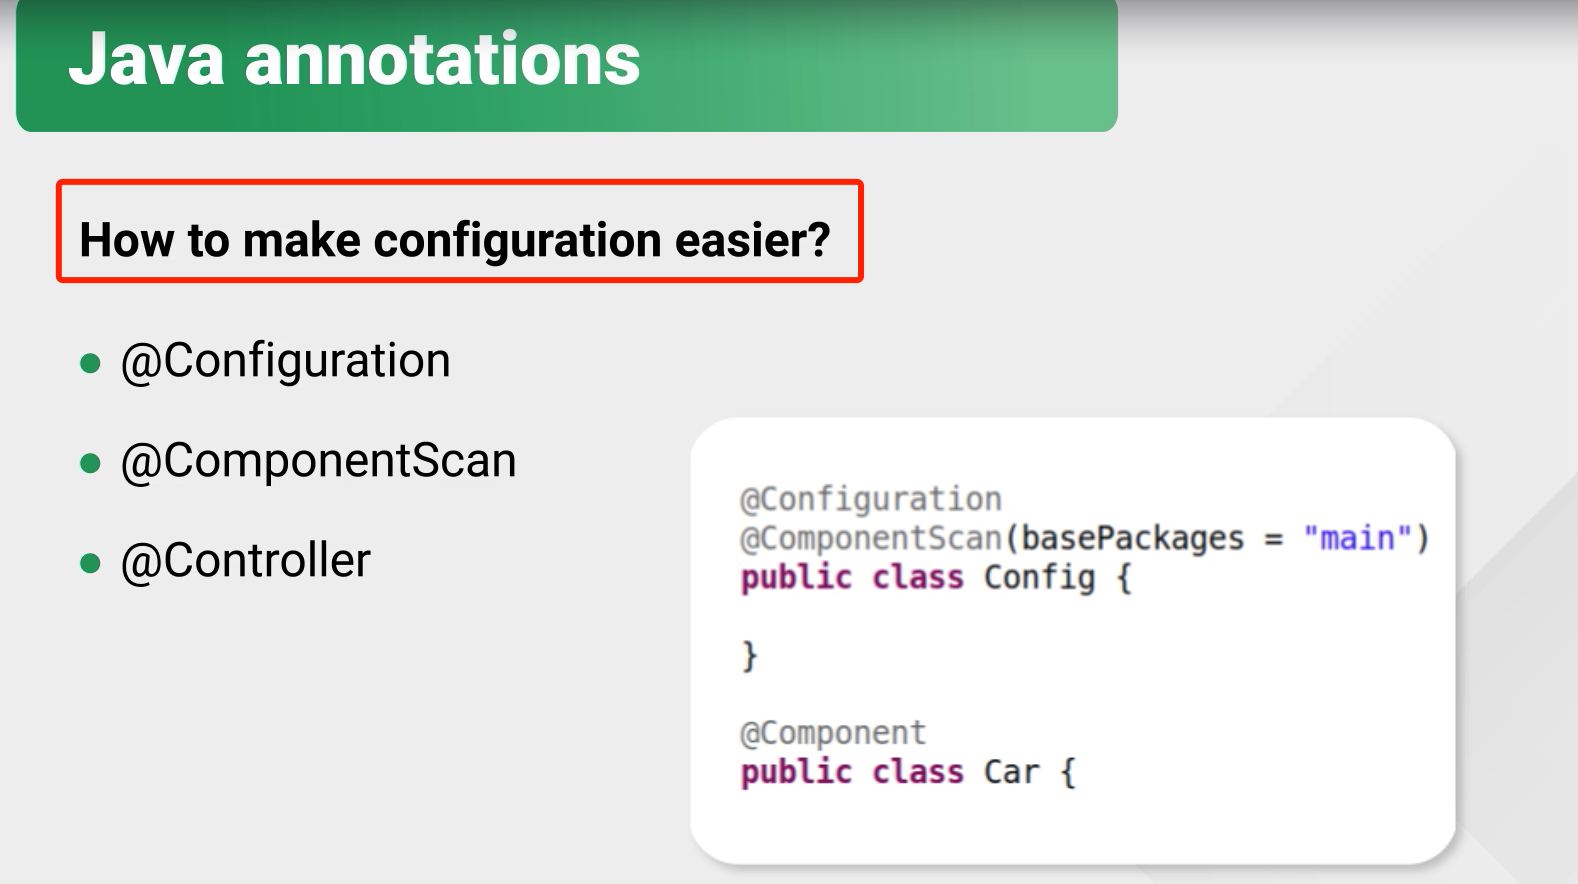 Java annotations
How to make configuration easier?
@Configuration
@ComponentScan
@Controller
@Configuration
@ComponentScan(basePackages = "main")
public class Config {
}
@Component
public class Car {